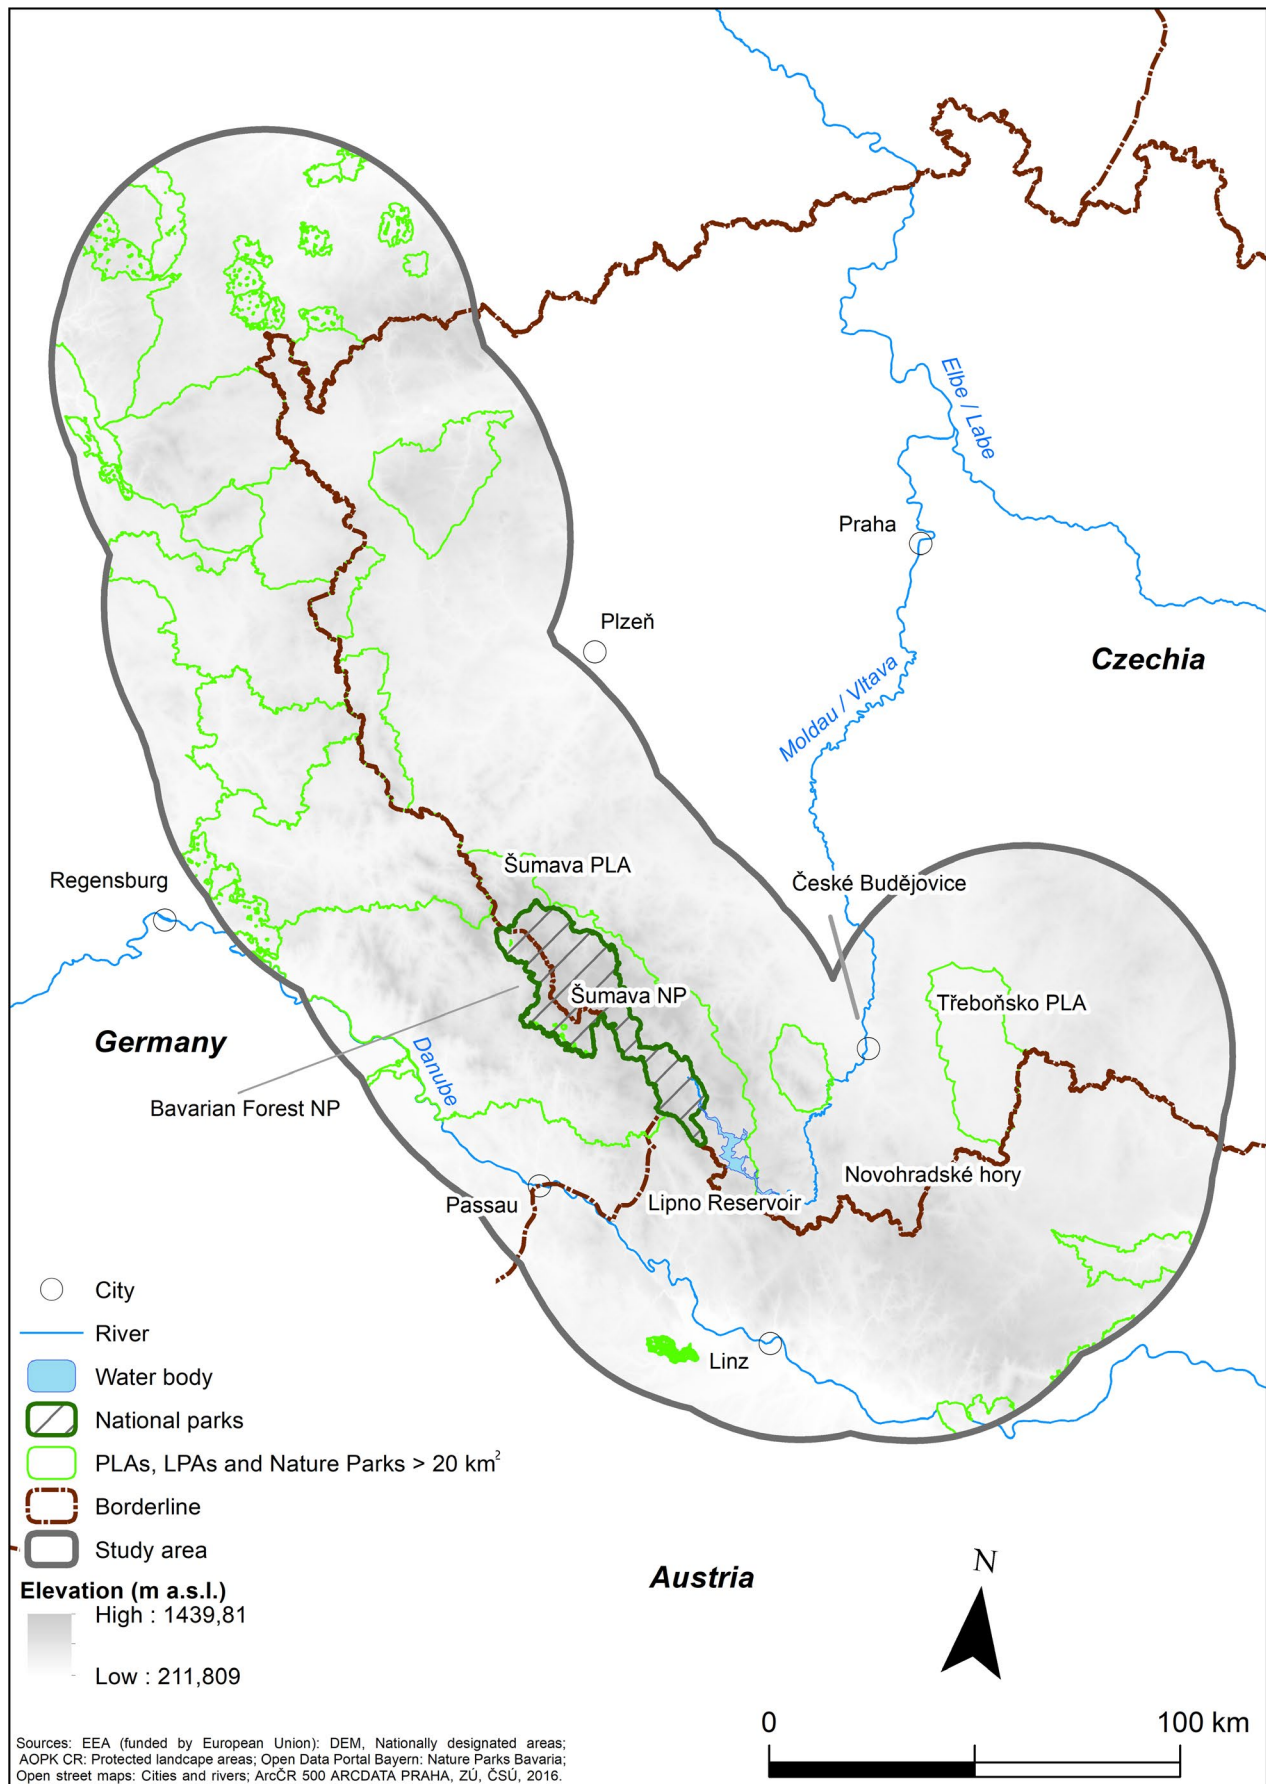 Elbe / Labe
Praha
Plzeň
Czechia
Moldau / Vltava
Šumava PLA
České Budějovice
Regensburg
Šumava NP
Třeboňsko PLA
Germany
Danube
Bavarian Forest NP
Novohradské hory
Passau
Lipno Reservoir
Linz
City
River
Water body
National parks
PLAs, LPAs and Nature Parks > 20 km²
Borderline
Study area
Elevation (m a.s.l.)
High : 1439,81
Low : 211,809
Austria
N
0 100 km
Sources: EEA (funded by European Union): DEM, Nationally designated areas;
AOPK CR: Protected landcape areas; Open Data Portal Bayern: Nature Parks Bavaria;
Open street maps: Cities and rivers; ArcČR 500 ARCDATA PRAHA, ZÚ, ČSÚ, 2016.